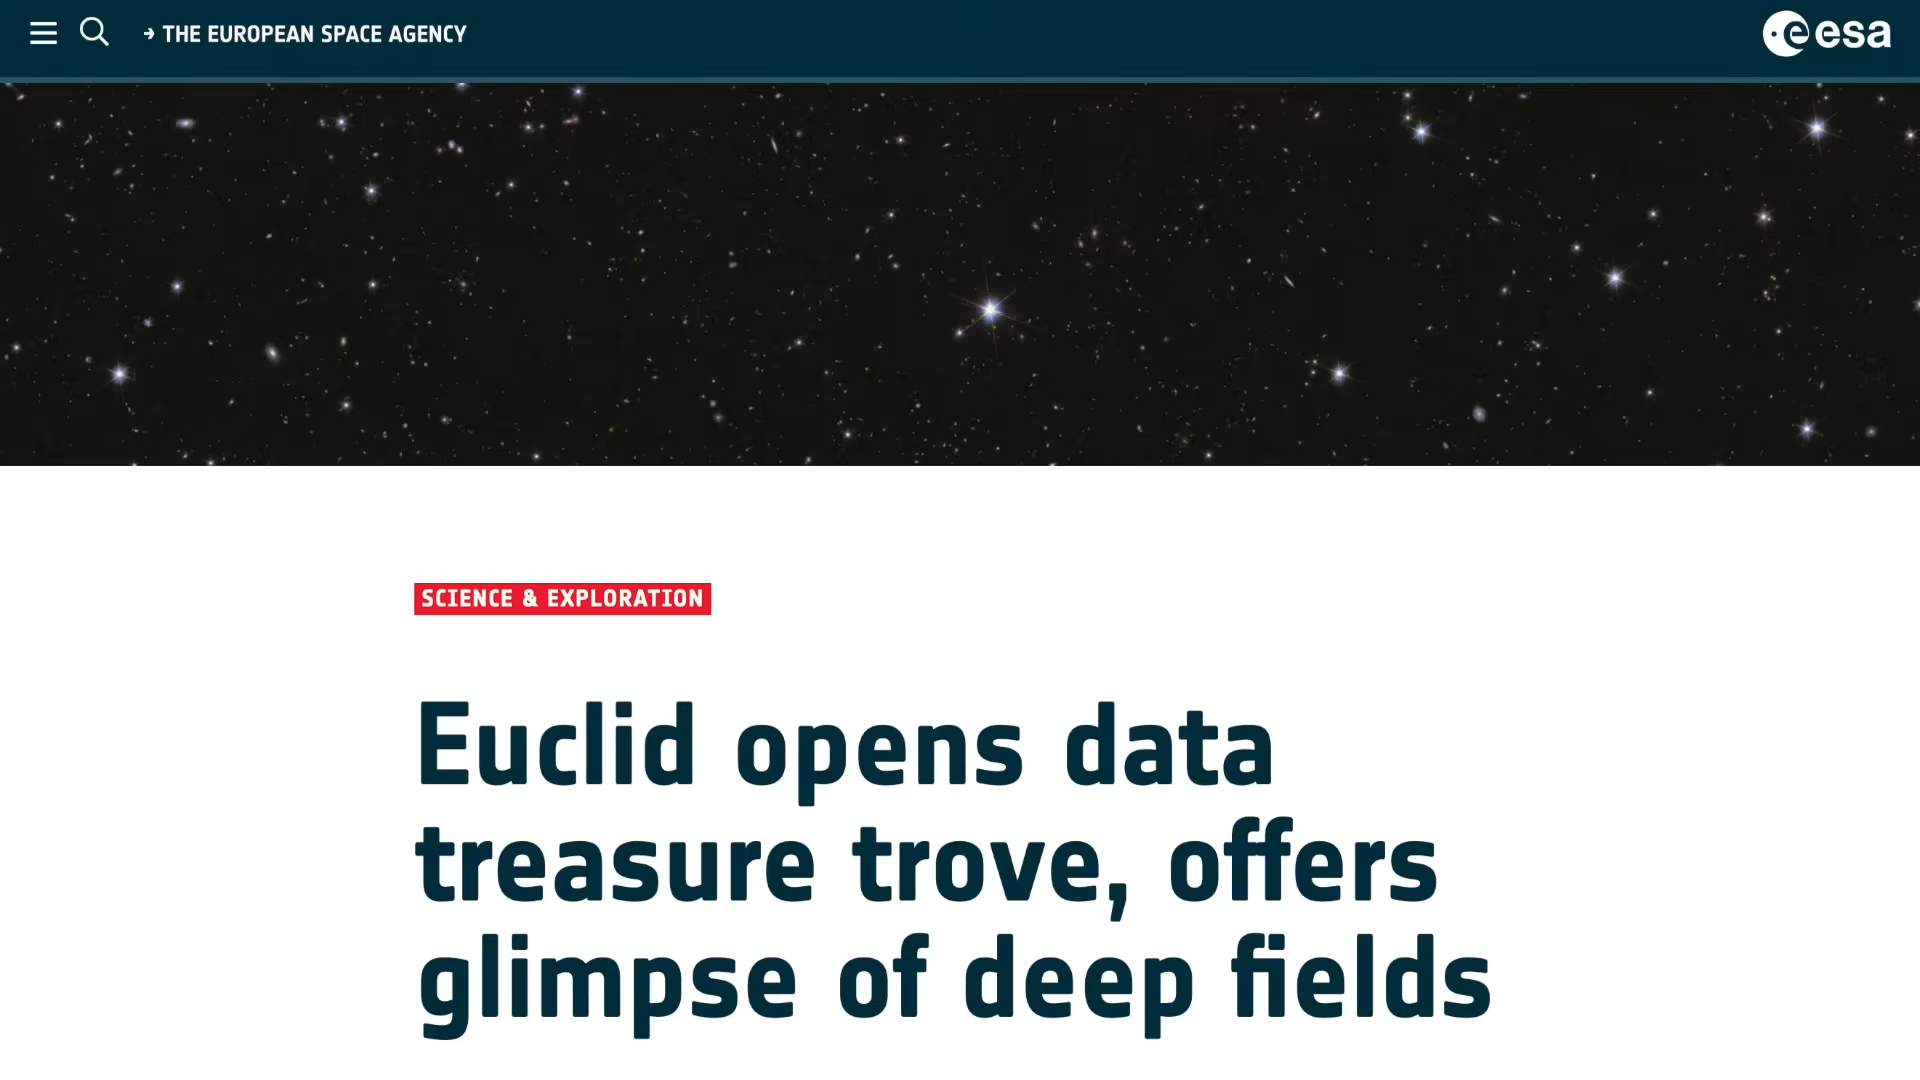 → THE EUROPEAN SPACE AGENCY
esa
SCIENCE & EXPLORATION
Euclid opens data
treasure trove, offers
glimpse of deep fields